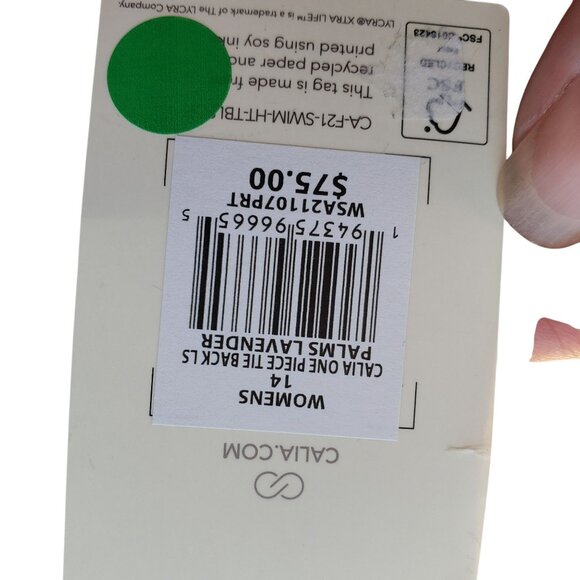 CALIA.COM
WOMENS
14
CALIA ONE PIECE TIE BACK LS
PALMS LAVENDER
1 94375 96665 5
WSA21107PRT
$75.00
CA-F21-SWIM-HT-TBL
This tag is made fr
recycled paper and
printed using soy ink
FSC
RECYCLED
LYCRA® XTRA LIFE™ is a trademark of The LYCRA Company.